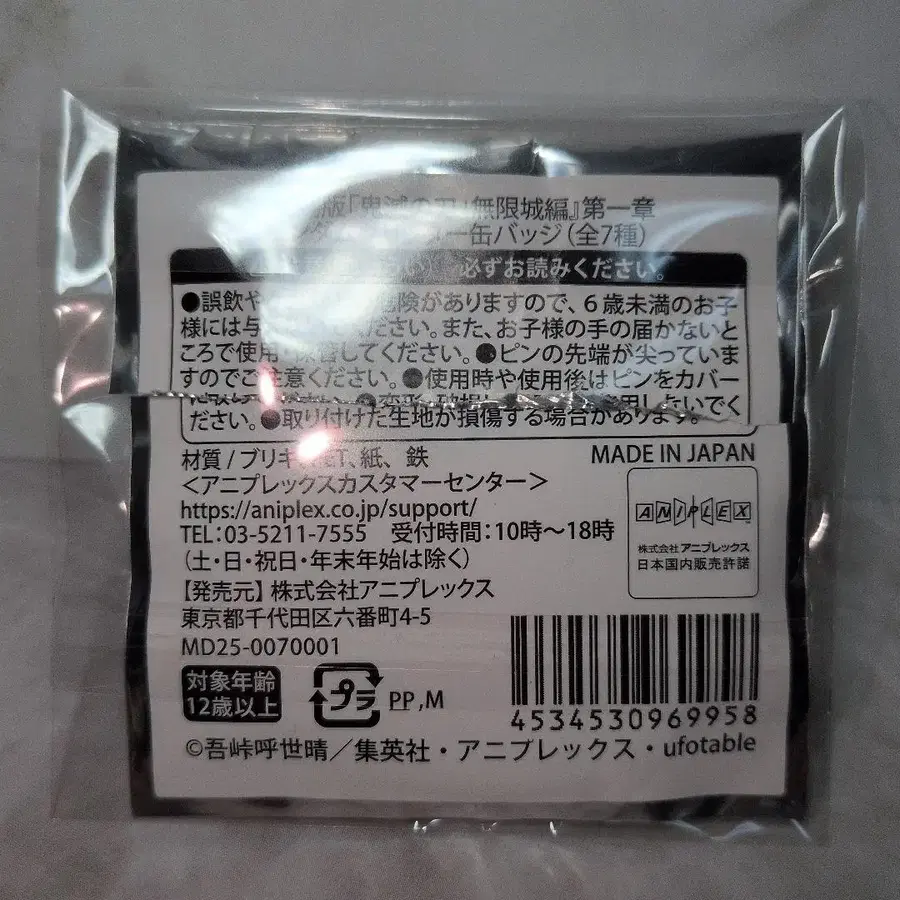 版「鬼滅の刃」無限城編』第一章
ー缶バッジ（全7種）
必ずお読みください。
●誤飲や 危険がありますので、６歳未満のお子
様には与 ください。また、お子様の手の届かないと
ころで使用・保管してください。●ピンの先端が尖っていま
すのでご注意ください。●使用時や使用後はピンをカバー
ださい。●取り付けた生地が損傷する場合があります。
材質／ブリキ、PET、紙、鉄
MADE IN JAPAN
＜アニプレックスカスタマーセンター＞
https://aniplex.co.jp/support/
TEL：03-5211-7555 受付時間：10時～18時
（土・日・祝日・年末年始は除く）
ANIPLEX
株式会社 アニプレックス
日本国内販売許諾
【発売元】株式会社アニプレックス
東京都千代田区六番町4-5
MD25-0070001
対象年齢
12歳以上
プラ
PP,M
4534530969958
©吾峠呼世晴／集英社・アニプレックス・ufotable